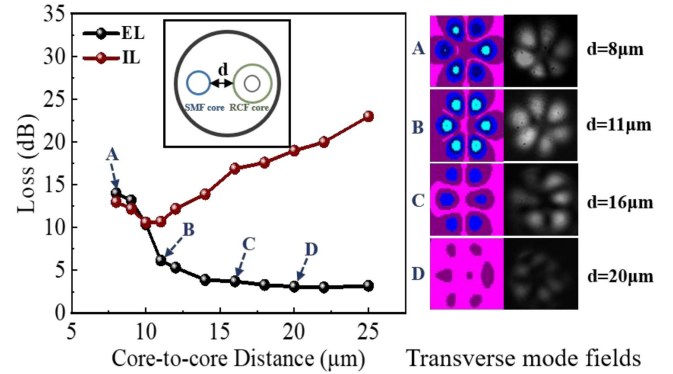 35
30
25
20
15
10
5
0
Loss (dB)
EL
IL
d
SMF core
RCF core
A
B
C
D
5
10
15
20
25
Core-to-core Distance (μm)
A
d=8μm
B
d=11μm
C
d=16μm
D
d=20μm
Transverse mode fields